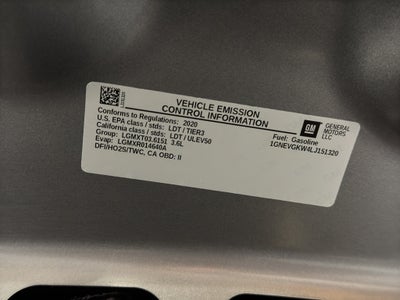 VEHICLE EMISSION
CONTROL INFORMATION
Conforms to Regulations: 2020
U.S. EPA class / stds: LDT / TIER3
California class / stds: LDT / ULEV50
Group: LGMXT03.6151 3.6L
Evap: LGMXR014640A
DFI/HO2S/TWC, CA OBD: II
GM
GENERAL
MOTORS
LLC
Fuel: Gasoline
1GNEVGKW4LJ151320